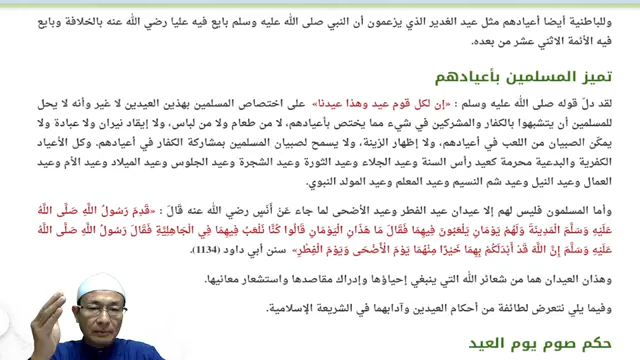 وللباطنية أيضا أعيادهم مثل عيد الغدير الذي يزعمون أن النبي صلى الله عليه وسلم بايع فيه عليا رضي الله عنه بالخلافة وبايع
فيه الأئمة الاثني عشر من بعده.
تميز المسلمين بأعيادهم
لقد دلّ قوله صلى الله عليه وسلم : «إن لكل قوم عيد وهذا عيدنا» على اختصاص المسلمين بهذين العيدين لا غير وأنه لا يحل
للمسلمين أن يتشبهوا بالكفار والمشركين في شيء مما يختص بأعيادهم، لا من طعام ولا من لباس، ولا إيقاد نيران ولا عبادة ولا
يمكّن الصبيان من اللعب في أعيادهم، ولا إظهار الزينة، ولا يسمح لصبيان المسلمين بمشاركة الكفار في أعيادهم. وكل الأعياد
الكفرية والبدعية محرمة كعيد رأس السنة وعيد الجلاء وعيد الثورة وعيد الشجرة وعيد الجلوس وعيد الميلاد وعيد الأم وعيد
العمال وعيد النيل وعيد شم النسيم وعيد المعلم وعيد المولد النبوي.
وأما المسلمون فليس لهم إلا عيدان عيد الفطر وعيد الأضحى لما جاء عَنْ أَنَسٍ رضي الله عنه قَالَ : «قَدِمَ رَسُولُ اللَّهِ صَلَّى اللَّهُ
عَلَيْهِ وَسَلَّمَ الْمَدِينَةَ وَلَهُمْ يَوْمَانِ يَلْعَبُونَ فِيهِمَا فَقَالَ مَا هَذَانِ الْيَوْمَانِ قَالُوا كُنَّا نَلْعَبُ فِيهِمَا فِي الْجَاهِلِيَّةِ فَقَالَ رَسُولُ اللَّهِ صَلَّى اللَّهُ
عَلَيْهِ وَسَلَّمَ إِنَّ اللَّهَ قَدْ أَبْدَلَكُمْ بِهِمَا خَيْرًا مِنْهُمَا يَوْمَ الْأَضْحَى وَيَوْمَ الْفِطْرِ» سنن أبي داود (1134).
وهذان العيدان هما من شعائر الله التي ينبغي إحياؤها وإدراك مقاصدها واستشعار معانيها.
وفيما يلي نتعرض لطائفة من أحكام العيدين وآدابهما في الشريعة الإسلامية.
حكم صوم يوم العيد